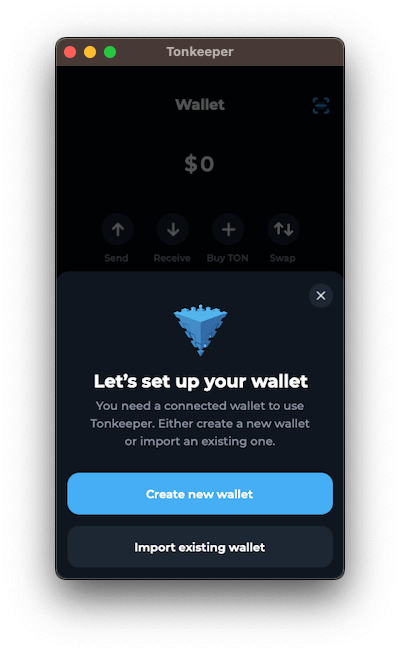 Tonkeeper
Wallet
$0
Send Receive Buy TON Swap
Let's set up your wallet
You need a connected wallet to use
Tonkeeper. Either create a new wallet
or import an existing one.
Create new wallet
Import existing wallet